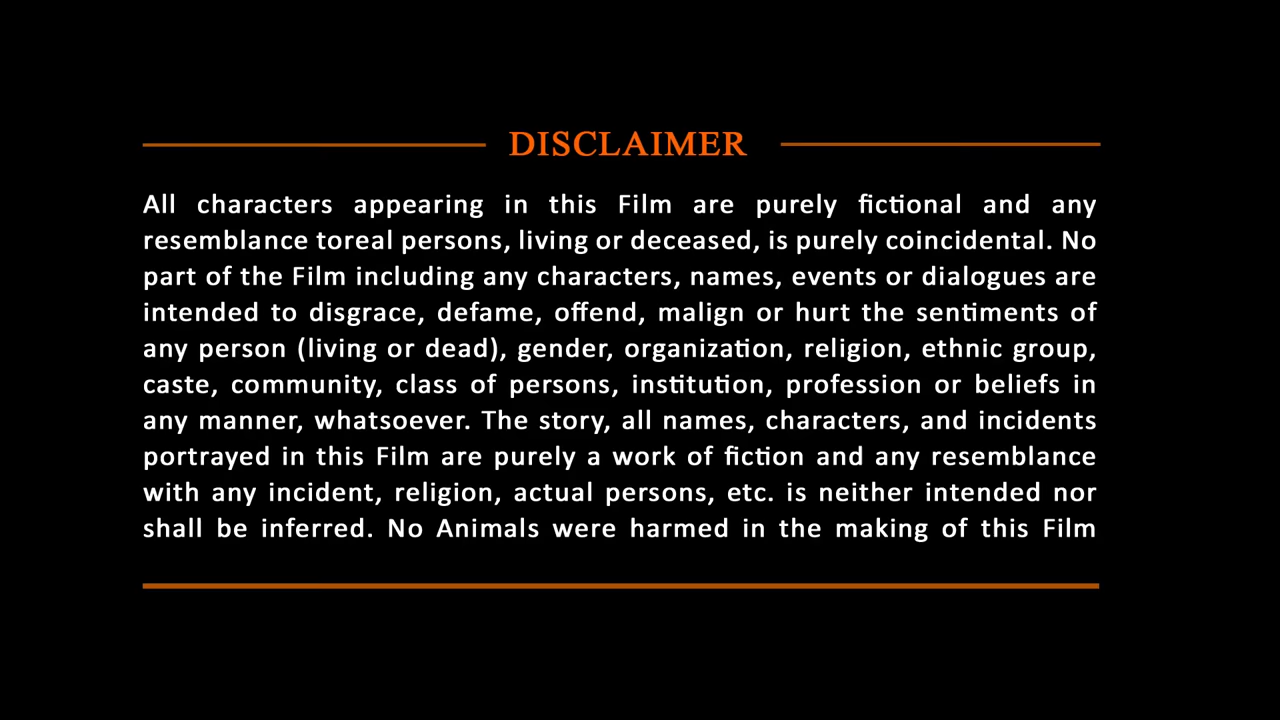 DISCLAIMER
All characters appearing in this Film are purely fictional and any
resemblance toreal persons, living or deceased, is purely coincidental. No
part of the Film including any characters, names, events or dialogues are
intended to disgrace, defame, offend, malign or hurt the sentiments of
any person (living or dead), gender, organization, religion, ethnic group,
caste, community, class of persons, institution, profession or beliefs in
any manner, whatsoever. The story, all names, characters, and incidents
portrayed in this Film are purely a work of fiction and any resemblance
with any incident, religion, actual persons, etc. is neither intended nor
shall be inferred. No Animals were harmed in the making of this Film